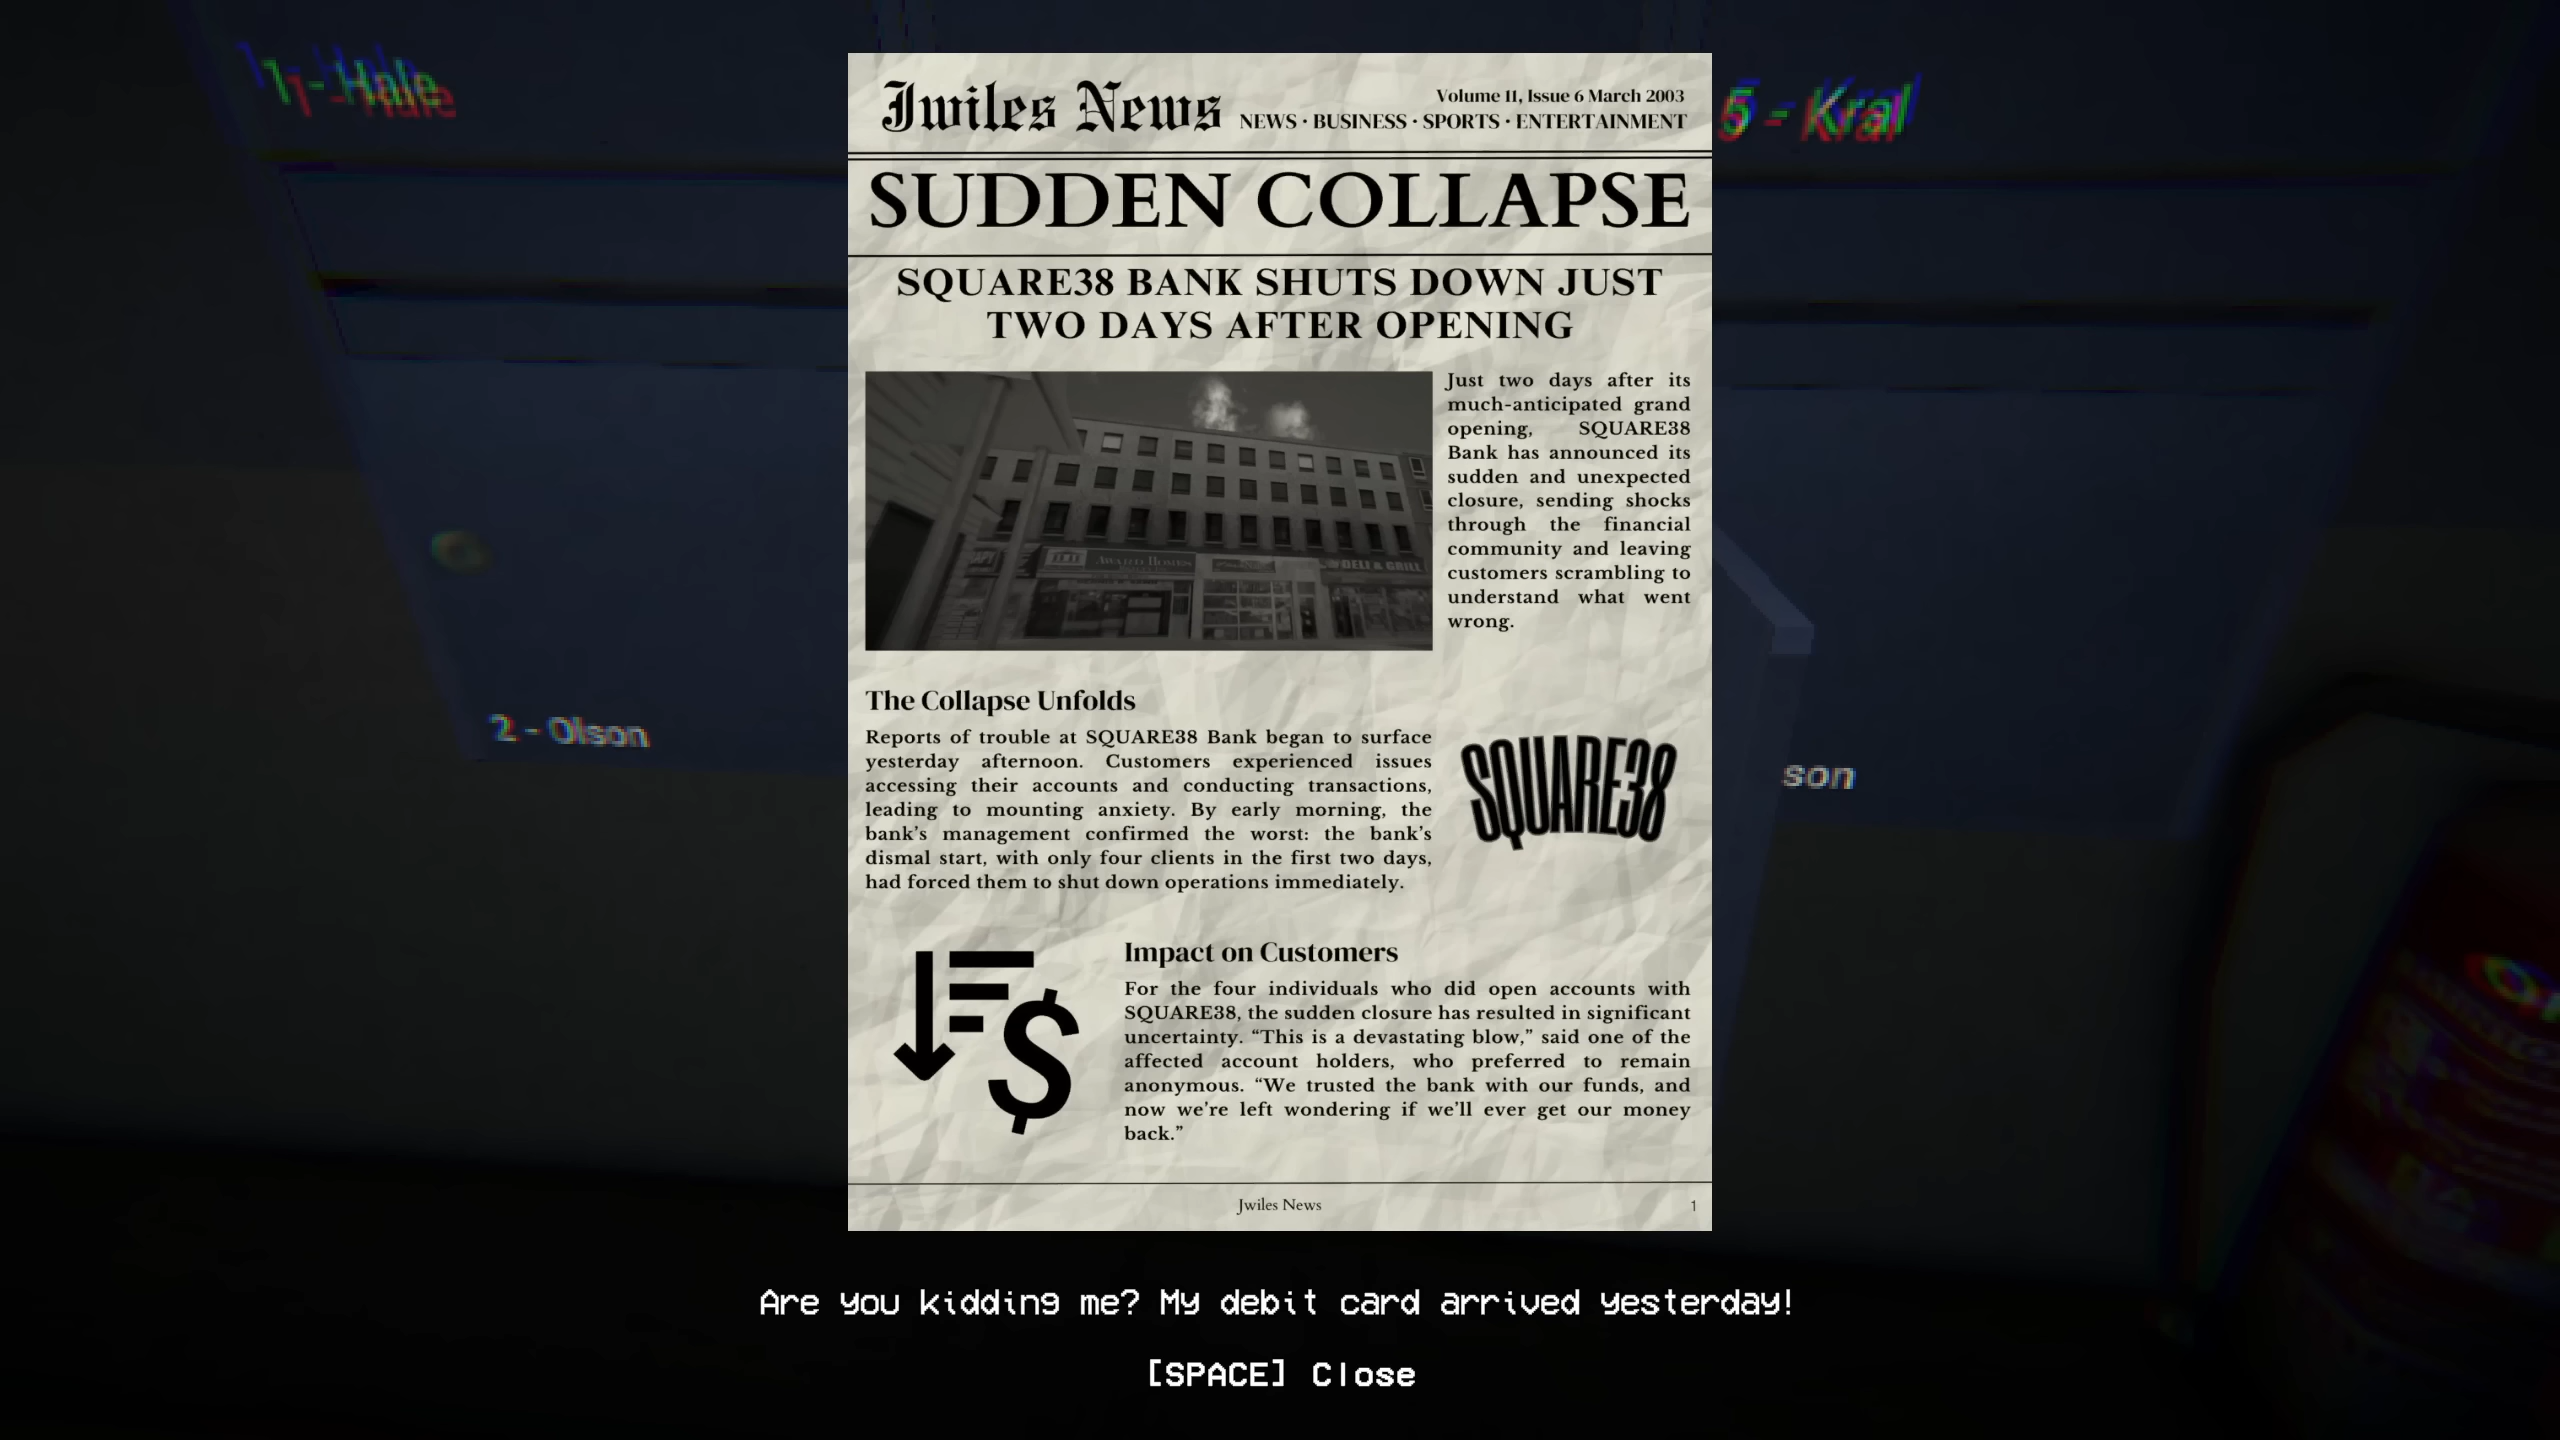 1 - Hale
5 - Kral
Jwiles News
Volume 11, Issue 6 March 2003
NEWS • BUSINESS • SPORTS • ENTERTAINMENT
SUDDEN COLLAPSE
SQUARE38 BANK SHUTS DOWN JUST
TWO DAYS AFTER OPENING
AWATED HOMES
DELI & GRILL
Just two days after its
much-anticipated grand
opening, SQUARE38
Bank has announced its
sudden and unexpected
closure, sending shocks
through the financial
community and leaving
customers scrambling to
understand what went
wrong.
2 - Olson
son
The Collapse Unfolds
Reports of trouble at SQUARE38 Bank began to surface
yesterday afternoon. Customers experienced issues
accessing their accounts and conducting transactions,
leading to mounting anxiety. By early morning, the
bank’s management confirmed the worst: the bank’s
dismal start, with only four clients in the first two days,
had forced them to shut down operations immediately.
SQUARE38
Impact on Customers
For the four individuals who did open accounts with
SQUARE38, the sudden closure has resulted in significant
uncertainty. “This is a devastating blow,” said one of the
affected account holders, who preferred to remain
anonymous. “We trusted the bank with our funds, and
now we’re left wondering if we’ll ever get our money
back.”
Jwiles News
1
Are you kidding me? My debit card arrived yesterday!
[SPACE] Close